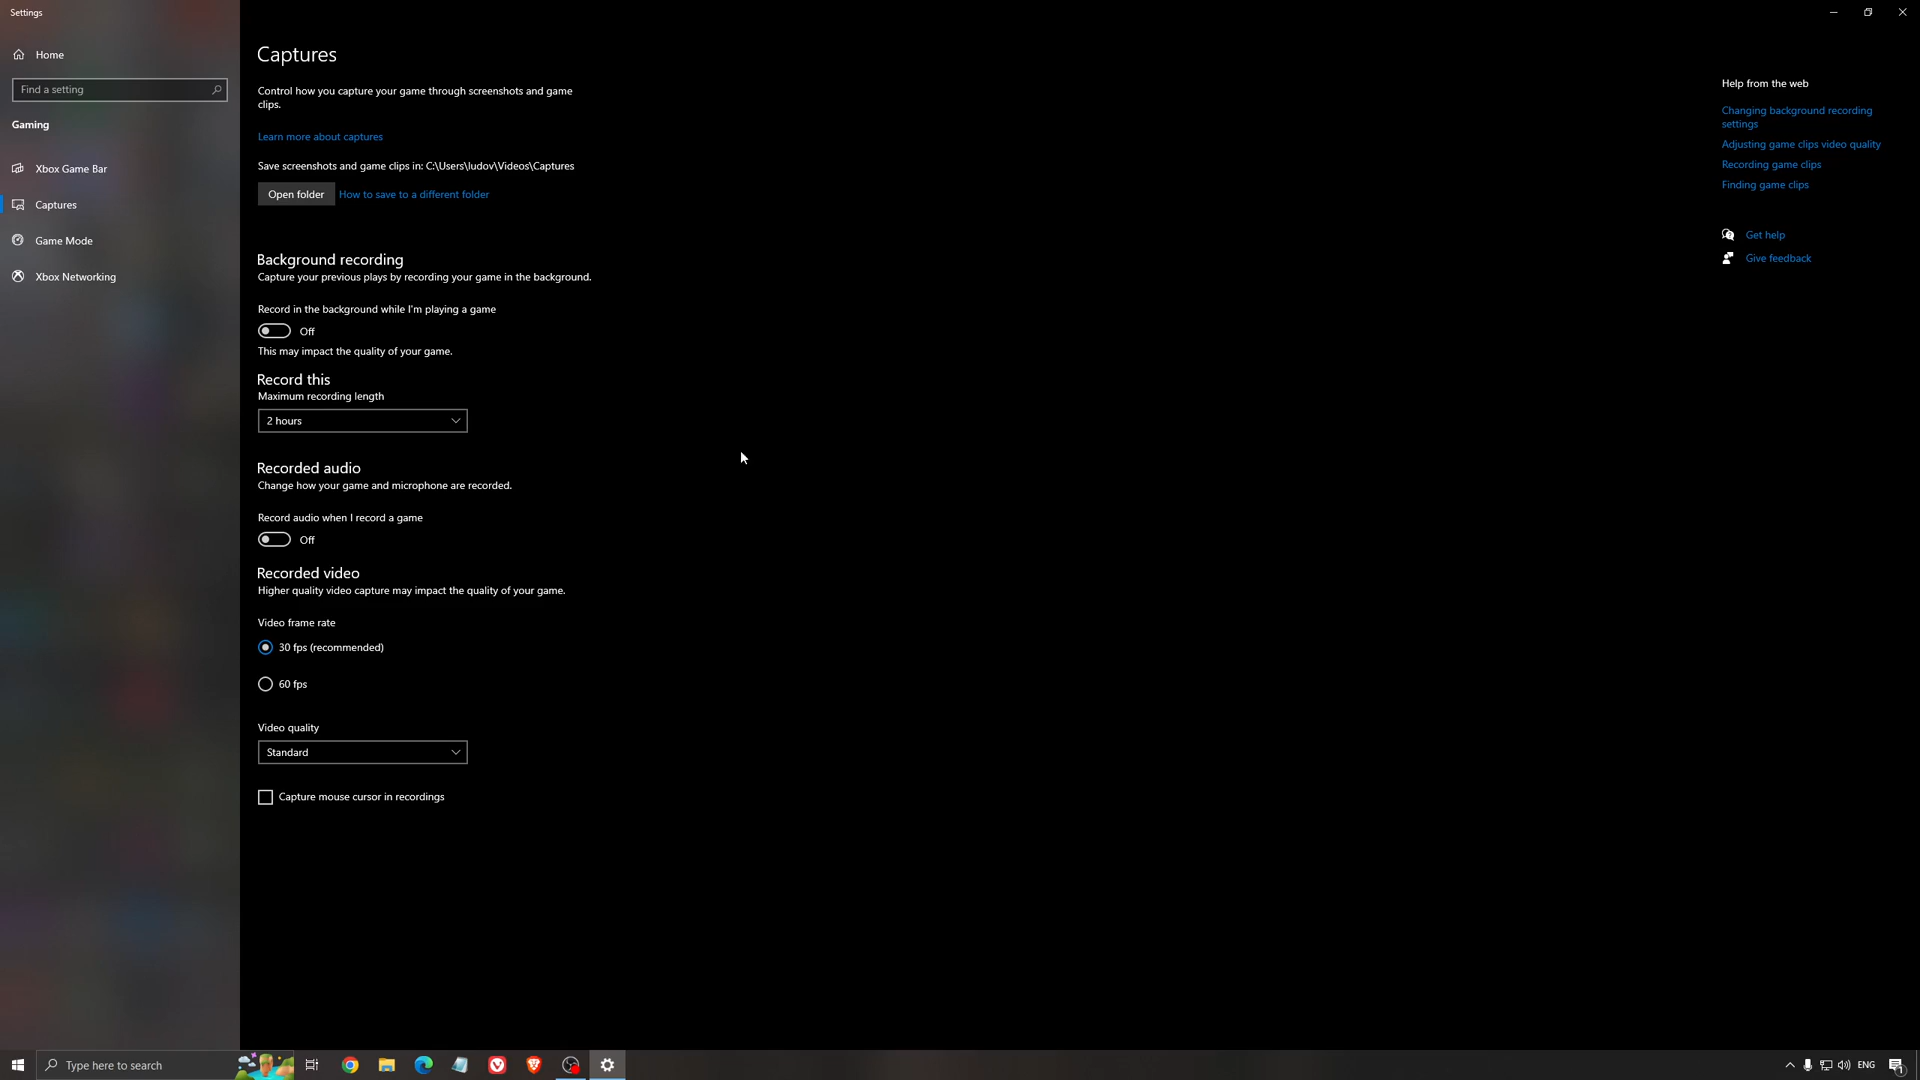 Settings
Home
Find a setting
Gaming
Xbox Game Bar
Captures
Game Mode
Xbox Networking
Captures
Control how you capture your game through screenshots and game
clips.
Learn more about captures
Save screenshots and game clips in: C:\Users\ludov\Videos\Captures
Open folder
How to save to a different folder
Background recording
Capture your previous plays by recording your game in the background.
Record in the background while I'm playing a game
Off
This may impact the quality of your game.
Record this
Maximum recording length
2 hours
Recorded audio
Change how your game and microphone are recorded.
Record audio when I record a game
Off
Recorded video
Higher quality video capture may impact the quality of your game.
Video frame rate
30 fps (recommended)
60 fps
Video quality
Standard
Capture mouse cursor in recordings
Help from the web
Changing background recording
settings
Adjusting game clips video quality
Recording game clips
Finding game clips
Get help
Give feedback
Type here to search
ENG
1